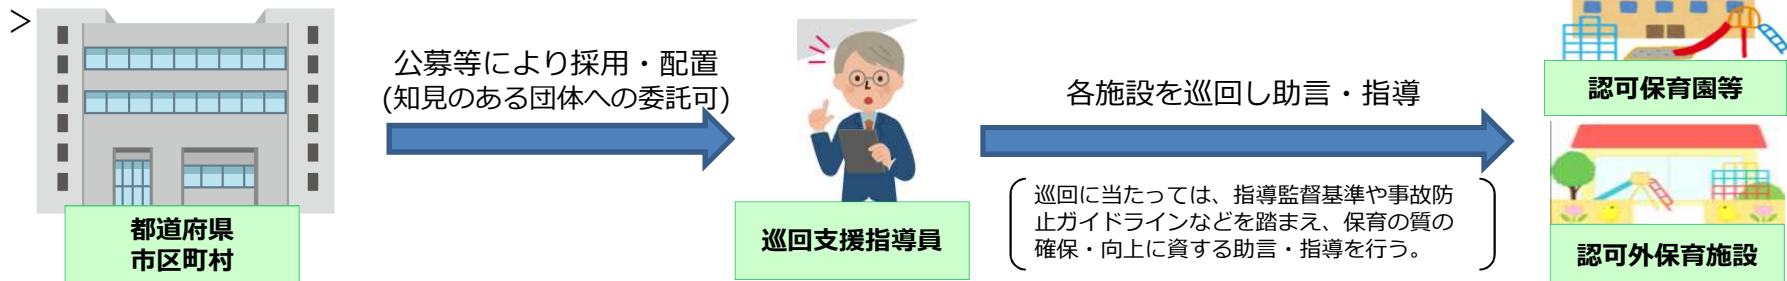 ＞
公募等により採用・配置
(知見のある団体への委託可)
各施設を巡回し助言・指導
認可保育園等
巡回に当たっては、指導監督基準や事故防
止ガイドラインなどを踏まえ、保育の質の
確保・向上に資する助言・指導を行う。
都道府県
市区町村
巡回支援指導員
認可外保育施設